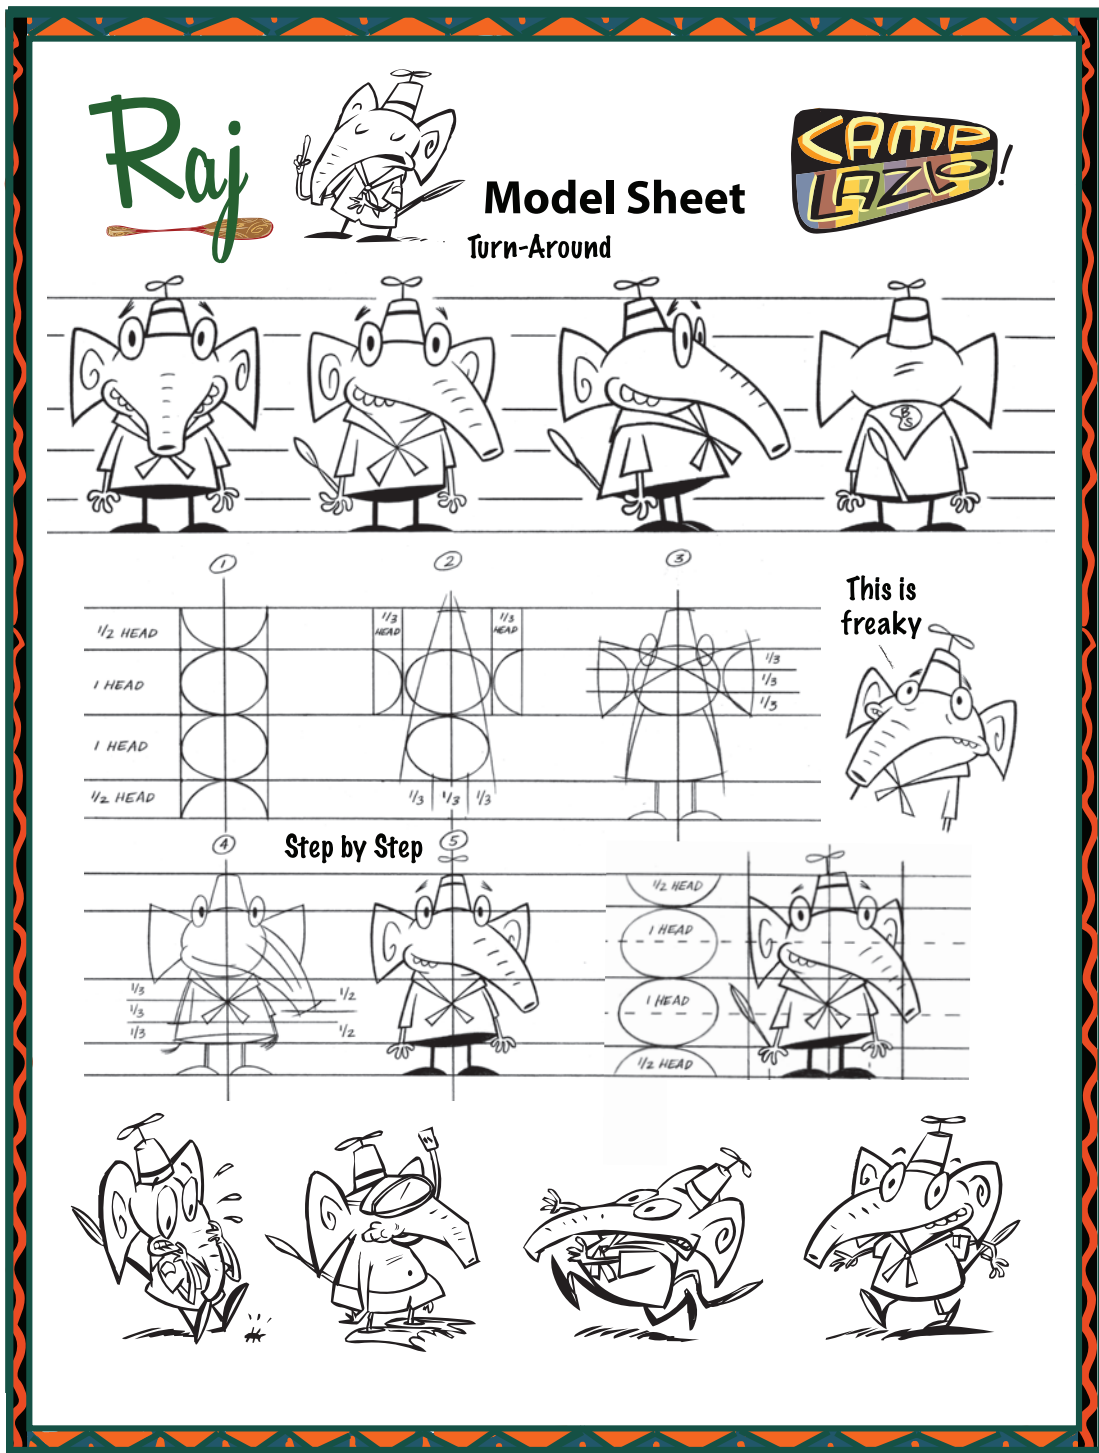 Raj
Model Sheet
CAMP
LAZLO!
Turn-Around
B
S
1
2
3
1/2 HEAD
1/3
HEAD
1/3
HEAD
1 HEAD
1/3
1/3
1/3
1 HEAD
1/2 HEAD
1/3 1/3 1/3
This is
freaky
4
Step by Step
5
1/3
1/3
1/3
1/2
1/2
1/2 HEAD
1 HEAD
1 HEAD
1/2 HEAD